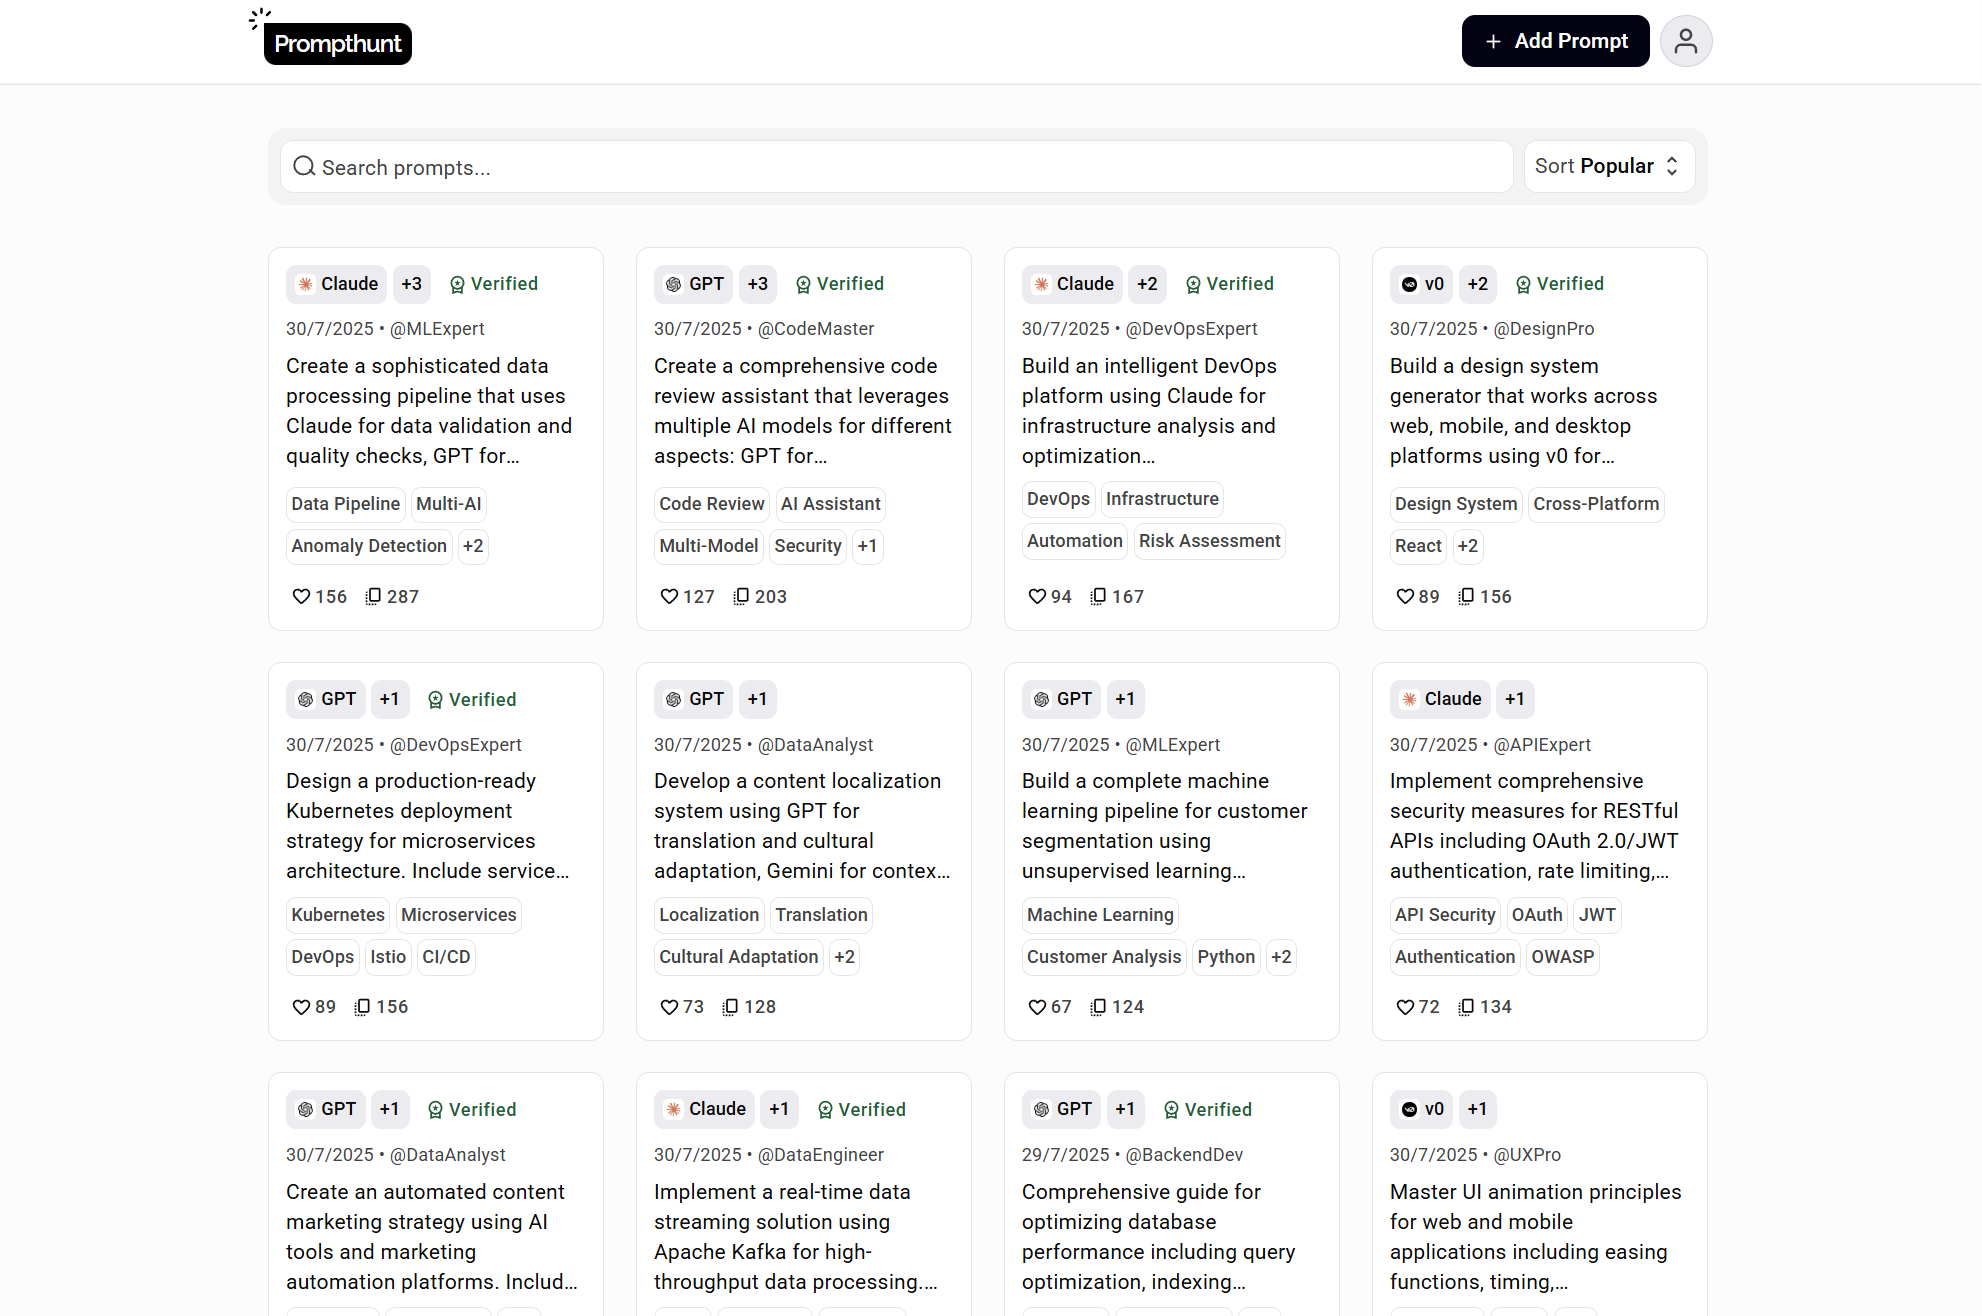 Prompthunt
Add Prompt
Search prompts...
Sort Popular
Claude +3 Verified
30/7/2025 • @MLExpert
Create a sophisticated data
processing pipeline that uses
Claude for data validation and
quality checks, GPT for...
Data Pipeline Multi-AI
Anomaly Detection +2
156 287
GPT +3 Verified
30/7/2025 • @CodeMaster
Create a comprehensive code
review assistant that leverages
multiple AI models for different
aspects: GPT for...
Code Review AI Assistant
Multi-Model Security +1
127 203
Claude +2 Verified
30/7/2025 • @DevOpsExpert
Build an intelligent DevOps
platform using Claude for
infrastructure analysis and
optimization...
DevOps Infrastructure
Automation Risk Assessment
94 167
v0 +2 Verified
30/7/2025 • @DesignPro
Build a design system
generator that works across
web, mobile, and desktop
platforms using v0 for...
Design System Cross-Platform
React +2
89 156
GPT +1 Verified
30/7/2025 • @DevOpsExpert
Design a production-ready
Kubernetes deployment
strategy for microservices
architecture. Include service...
Kubernetes Microservices
DevOps Istio CI/CD
89 156
GPT +1
30/7/2025 • @DataAnalyst
Develop a content localization
system using GPT for
translation and cultural
adaptation, Gemini for contex...
Localization Translation
Cultural Adaptation +2
73 128
GPT +1
30/7/2025 • @MLExpert
Build a complete machine
learning pipeline for customer
segmentation using
unsupervised learning...
Machine Learning
Customer Analysis Python +2
67 124
Claude +1
30/7/2025 • @APIExpert
Implement comprehensive
security measures for RESTful
APIs including OAuth 2.0/JWT
authentication, rate limiting,...
API Security OAuth JWT
Authentication OWASP
72 134
GPT +1 Verified
30/7/2025 • @DataAnalyst
Create an automated content
marketing strategy using AI
tools and marketing
automation platforms. Includ...
Claude +1 Verified
30/7/2025 • @DataEngineer
Implement a real-time data
streaming solution using
Apache Kafka for high-
throughput data processing....
GPT +1 Verified
29/7/2025 • @BackendDev
Comprehensive guide for
optimizing database
performance including query
optimization, indexing...
v0 +1
30/7/2025 • @UXPro
Master UI animation principles
for web and mobile
applications including easing
functions, timing,...